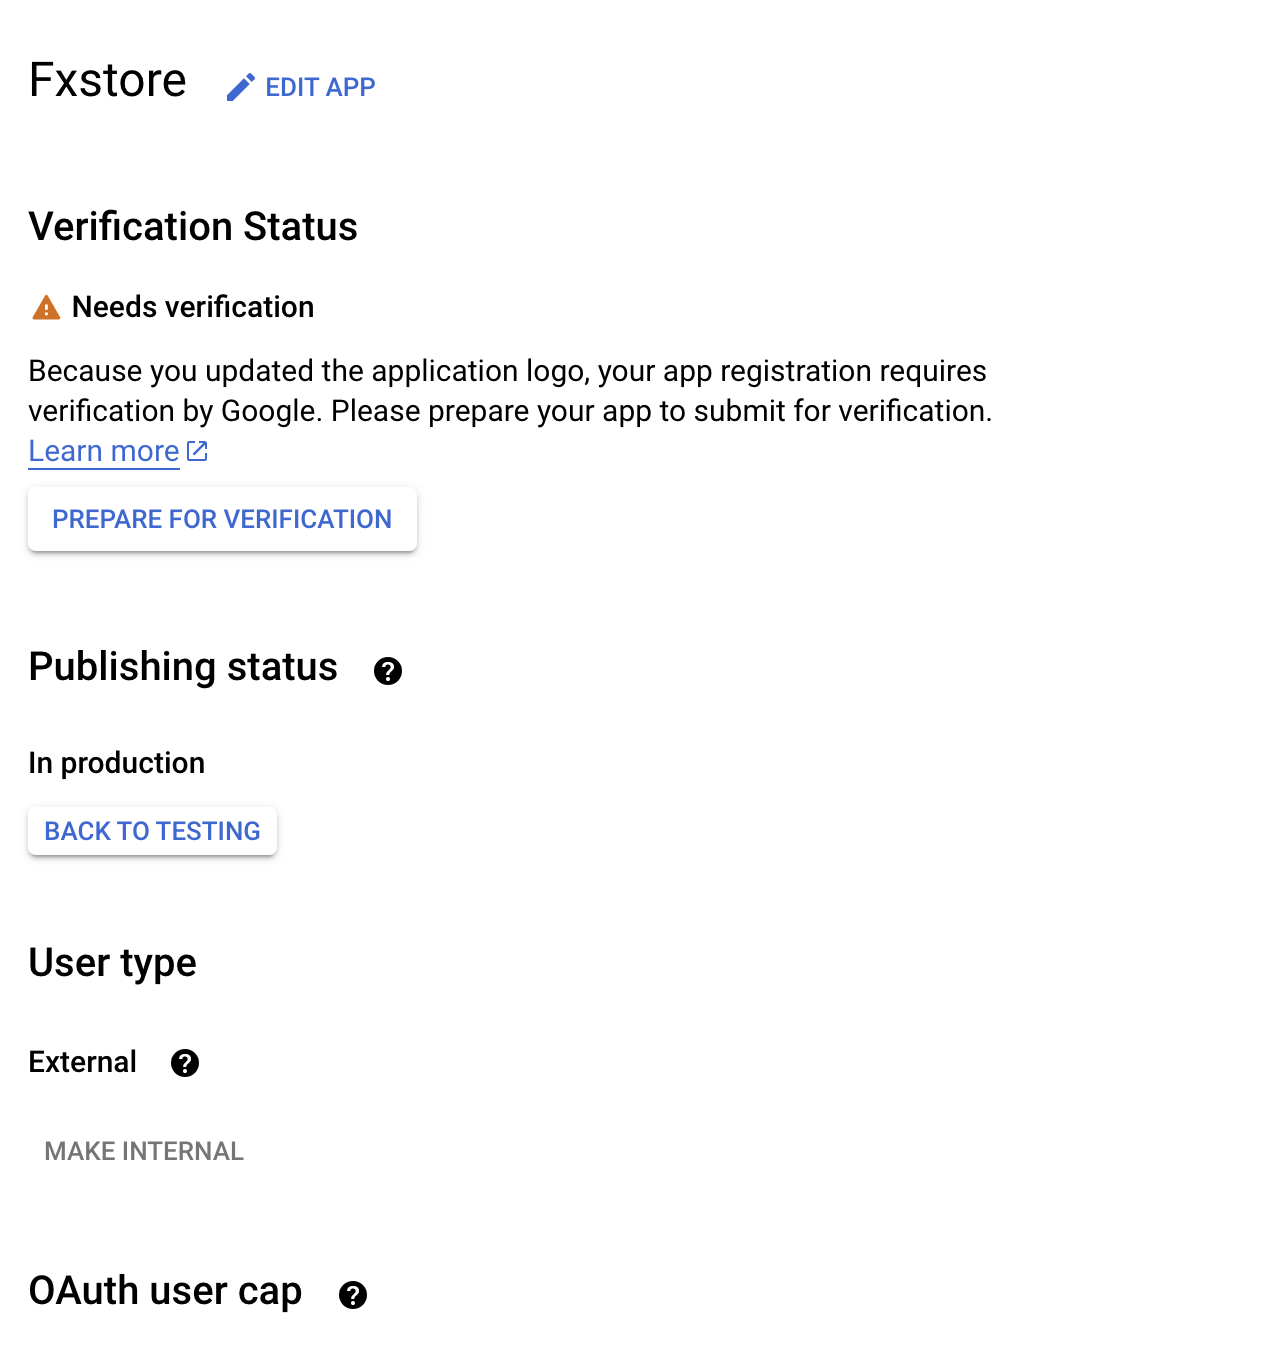 Fxstore
EDIT APP
Verification Status
Needs verification
Because you updated the application logo, your app registration requires
verification by Google. Please prepare your app to submit for verification.
Learn more
PREPARE FOR VERIFICATION
Publishing status
In production
BACK TO TESTING
User type
External
MAKE INTERNAL
OAuth user cap